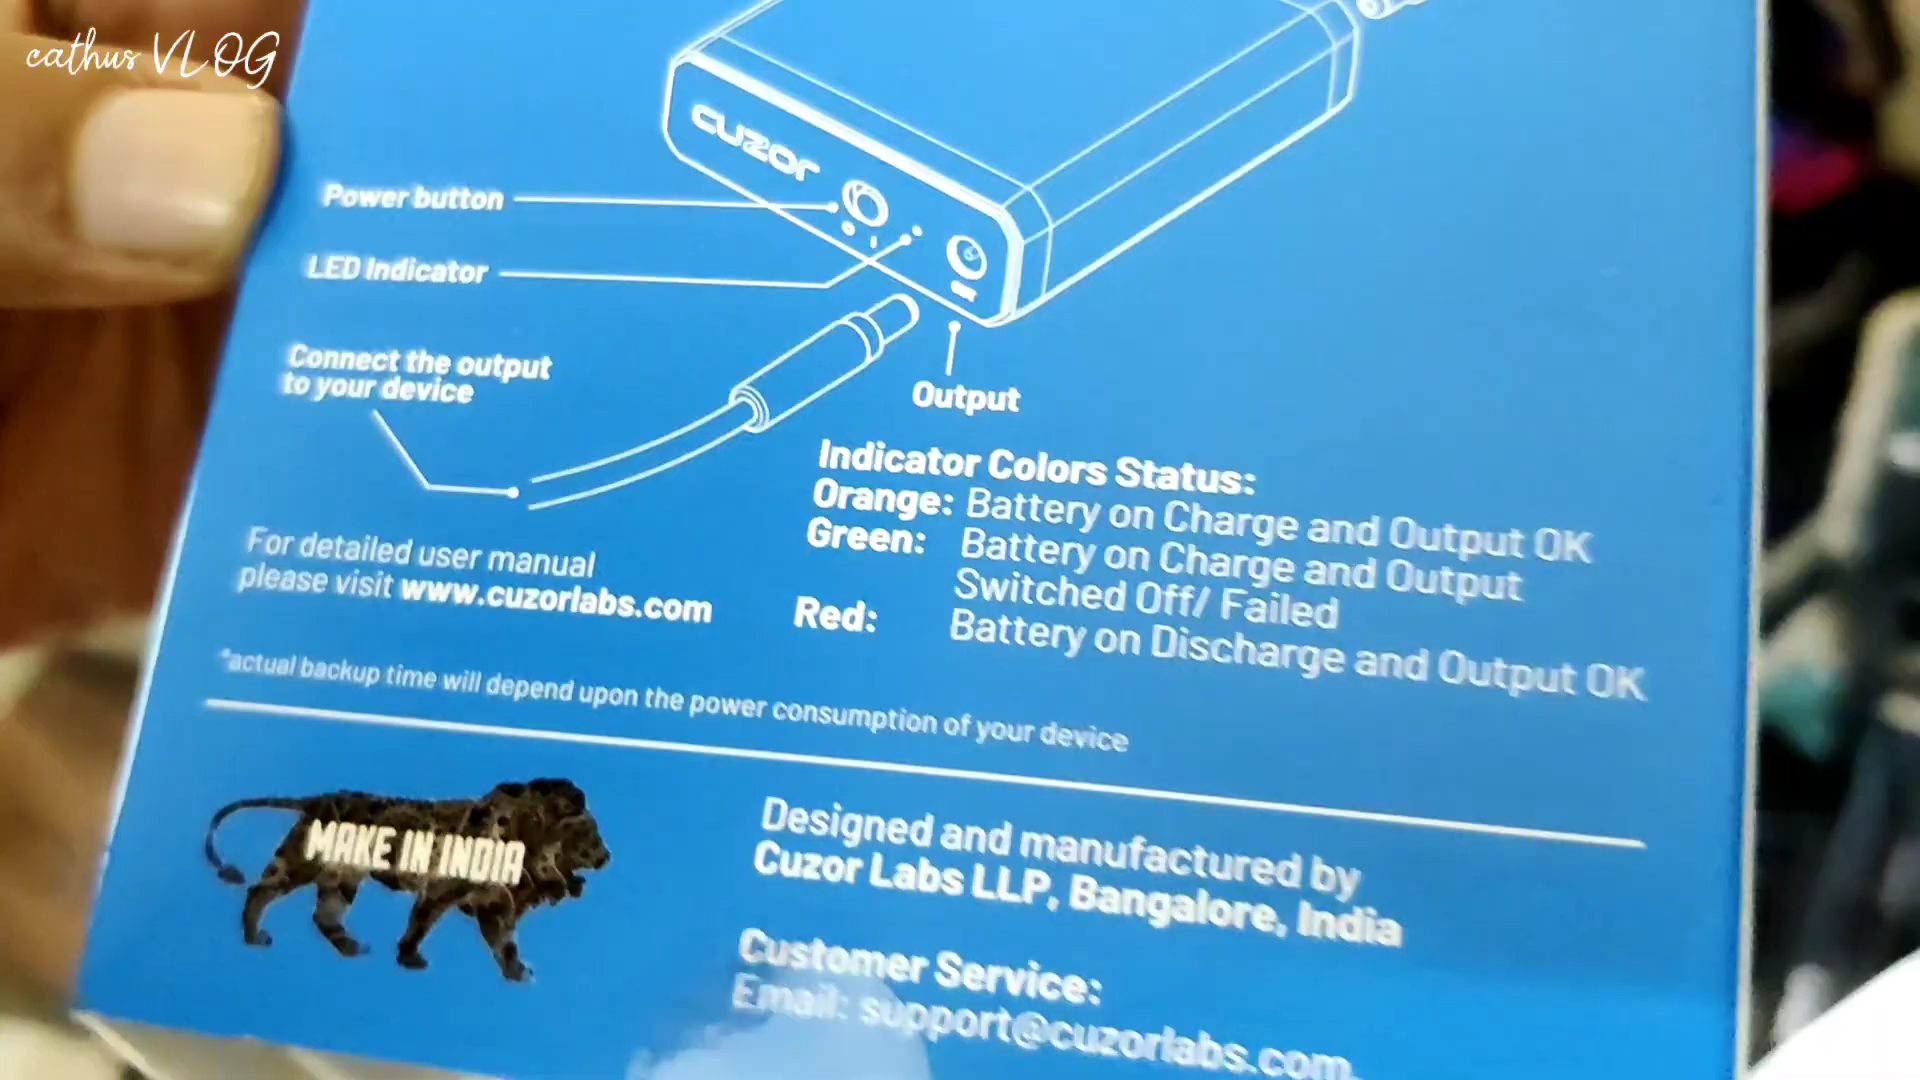 cathus VLOG
CUZOR
Power button
O I
LED Indicator
Connect the output
to your device
Output
Indicator Colors Status:
Orange: Battery on Charge and Output OK
Green: Battery on Charge and Output
Switched Off/ Failed
Red: Battery on Discharge and Output OK
For detailed user manual
please visit www.cuzorlabs.com
*actual backup time will depend upon the power consumption of your device
MAKE IN INDIA
Designed and manufactured by
Cuzor Labs LLP, Bangalore, India
Customer Service:
Email: support@cuzorlabs.com